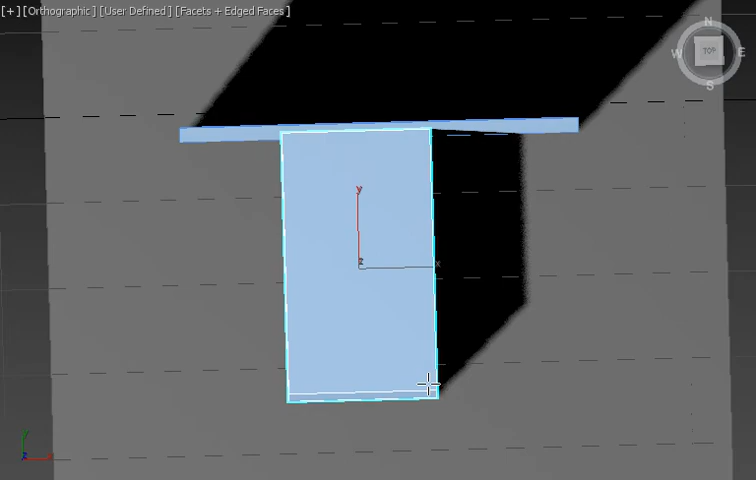 [+] [Orthographic] [User Defined] [Facets + Edged Faces]
N
W TOP E
S
y
z x
y
z x